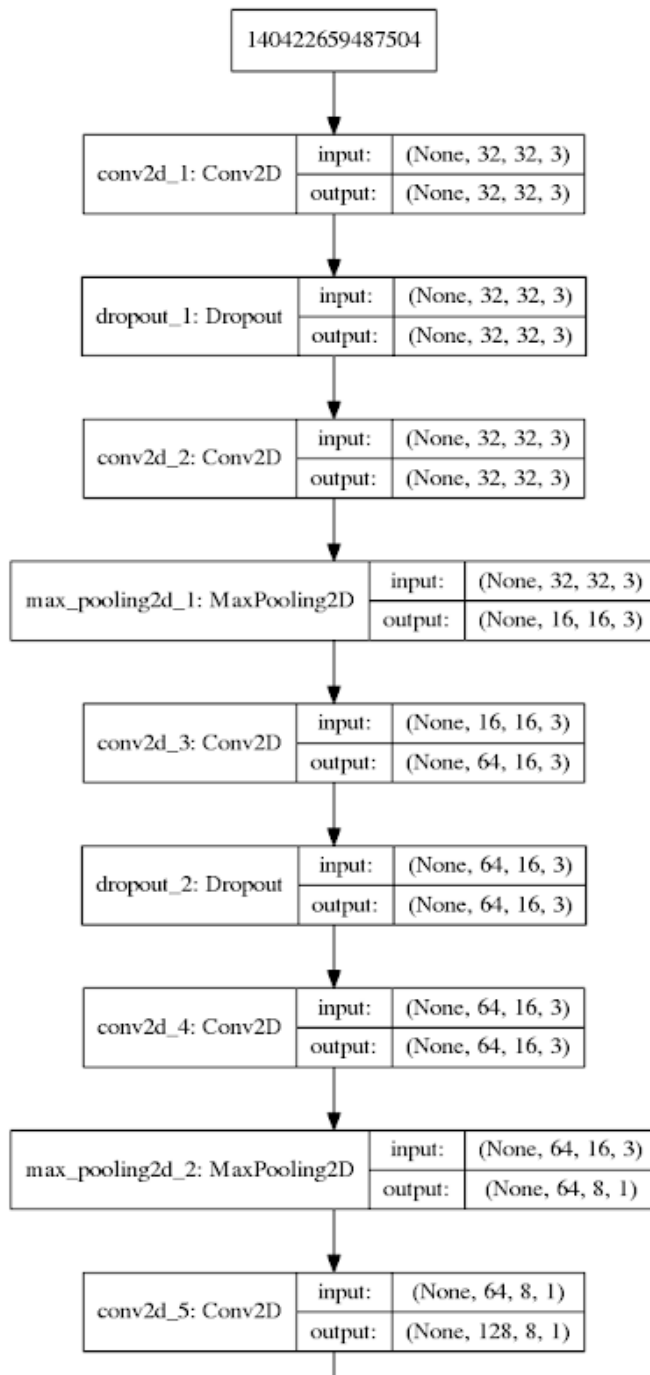 140422659487504
conv2d_1: Conv2D
input: (None, 32, 32, 3)
output: (None, 32, 32, 3)
dropout_1: Dropout
input: (None, 32, 32, 3)
output: (None, 32, 32, 3)
conv2d_2: Conv2D
input: (None, 32, 32, 3)
output: (None, 32, 32, 3)
max_pooling2d_1: MaxPooling2D
input: (None, 32, 32, 3)
output: (None, 16, 16, 3)
conv2d_3: Conv2D
input: (None, 16, 16, 3)
output: (None, 64, 16, 3)
dropout_2: Dropout
input: (None, 64, 16, 3)
output: (None, 64, 16, 3)
conv2d_4: Conv2D
input: (None, 64, 16, 3)
output: (None, 64, 16, 3)
max_pooling2d_2: MaxPooling2D
input: (None, 64, 16, 3)
output: (None, 64, 8, 1)
conv2d_5: Conv2D
input: (None, 64, 8, 1)
output: (None, 128, 8, 1)